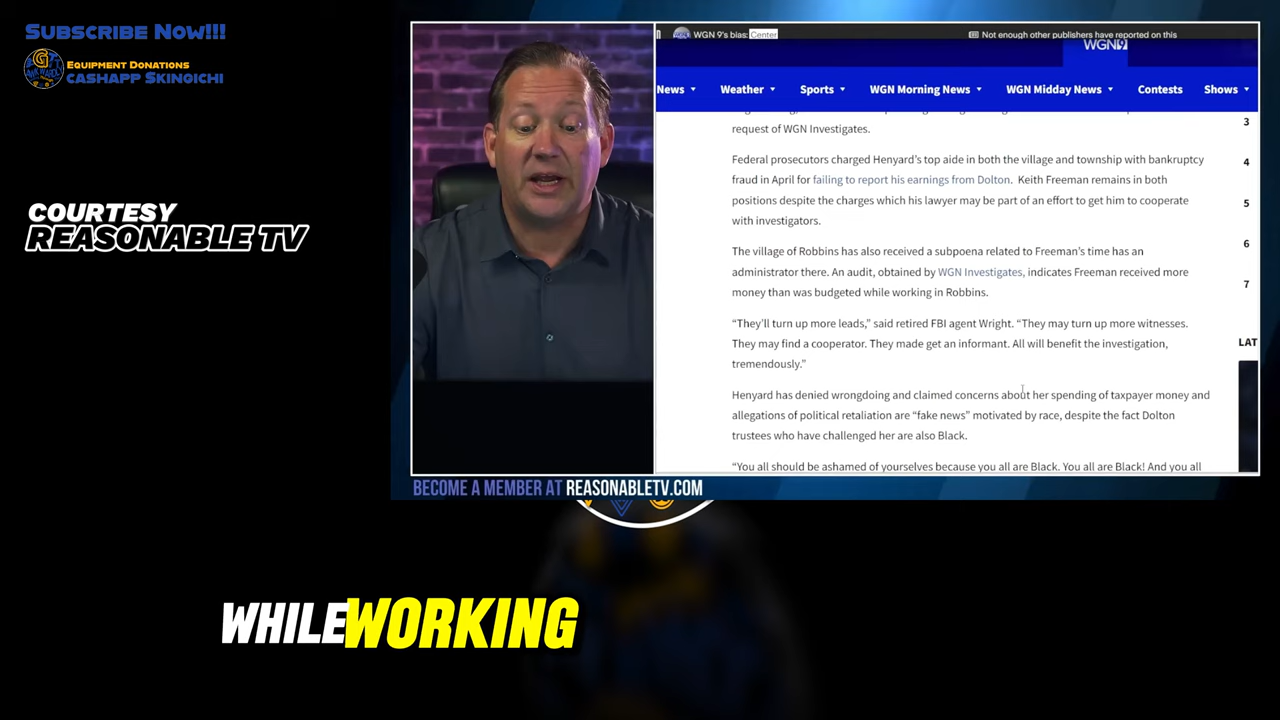 SUBSCRIBE NOW!!!
EQUIPMENT DONATIONS
CASHAPP SKINOICHI
COURTESY
REASONABLE TV
WGN 9's bias: Center
Not enough other publishers have reported on this
WGN9
News
Weather
Sports
WGN Morning News
WGN Midday News
Contests
Shows
request of WGN Investigates.
Federal prosecutors charged Henyard's top aide in both the village and township with bankruptcy
fraud in April for failing to report his earnings from Dolton. Keith Freeman remains in both
positions despite the charges which his lawyer may be part of an effort to get him to cooperate
with investigators.
The village of Robbins has also received a subpoena related to Freeman's time has an
administrator there. An audit, obtained by WGN Investigates, indicates Freeman received more
money than was budgeted while working in Robbins.
“They'll turn up more leads,” said retired FBI agent Wright. “They may turn up more witnesses.
They may find a cooperator. They made get an informant. All will benefit the investigation,
tremendously.”
Henyard has denied wrongdoing and claimed concerns about her spending of taxpayer money and
allegations of political retaliation are “fake news” motivated by race, despite the fact Dolton
trustees who have challenged her are also Black.
“You all should be ashamed of yourselves because you all are Black. You all are Black! And you all
3
4
5
6
7
LAT
BECOME A MEMBER AT REASONABLETV.COM
WHILE WORKING